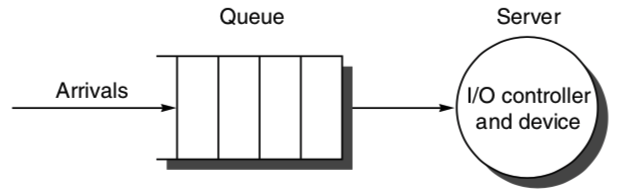 Queue
Server
Arrivals
I/O controller
and device